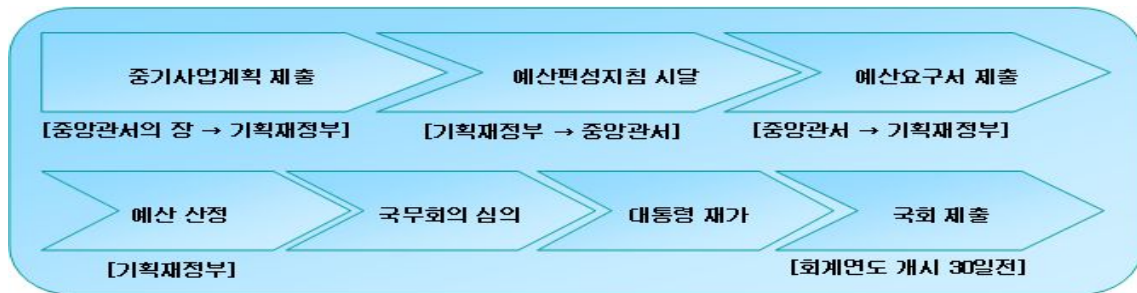 중기사업계획 제출
예산편성지침 시달
예산요구서 제출
[중앙관서의 장 → 기획재정부]
[기획재정부 → 중앙관서]
[중앙관서 → 기획재정부]
예산 산정
국무회의 심의
대통령 재가
국회 제출
[기획재정부]
[회계연도 개시 30일전]